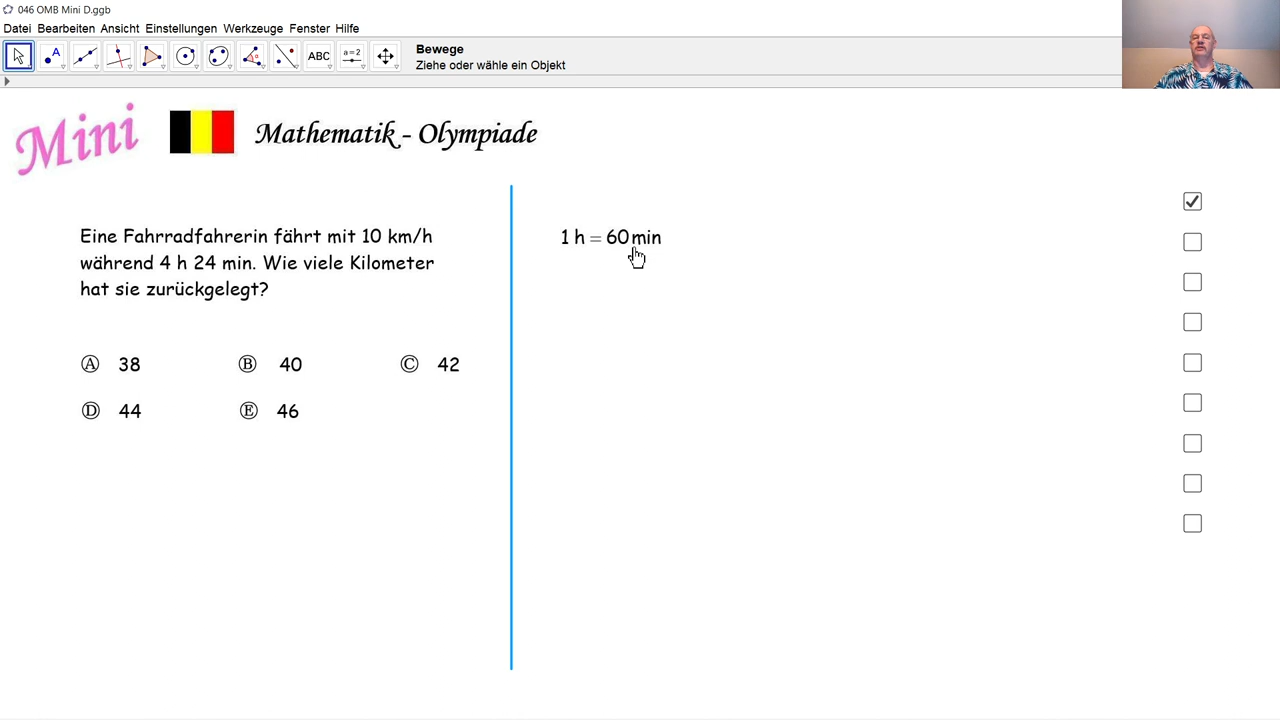 046 OMB Mini D.ggb
Datei Bearbeiten Ansicht Einstellungen Werkzeuge Fenster Hilfe
A ABC a=2
Bewege
Ziehe oder wähle ein Objekt
Mini
Mathematik - Olympiade
Eine Fahrradfahrerin fährt mit 10 km/h
während 4 h 24 min. Wie viele Kilometer
hat sie zurückgelegt?
Ⓐ 38 Ⓑ 40 Ⓒ 42
Ⓓ 44 Ⓔ 46
1 h = 60 min